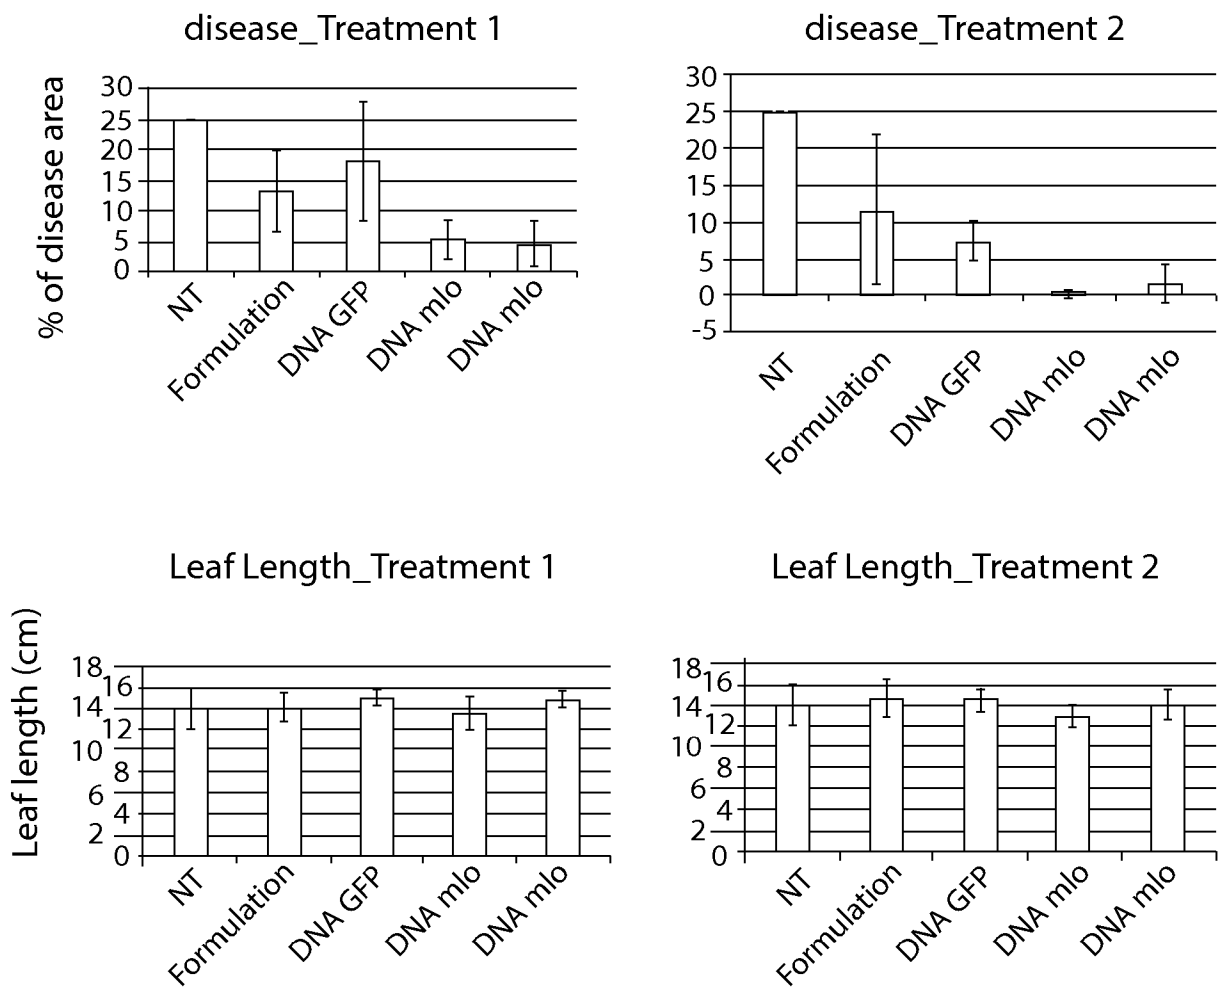 disease_Treatment 1
% of disease area
30
25
20
15
10
5
0
NT
Formulation
DNA GFP
DNA mlo
DNA mlo
disease_Treatment 2
30
25
20
15
10
5
0
-5
NT
Formulation
DNA GFP
DNA mlo
DNA mlo
Leaf Length_Treatment 1
Leaf length (cm)
18
16
14
12
10
8
6
4
2
0
NT
Formulation
DNA GFP
DNA mlo
DNA mlo
Leaf Length_Treatment 2
18
16
14
12
10
8
6
4
2
0
NT
Formulation
DNA GFP
DNA mlo
DNA mlo